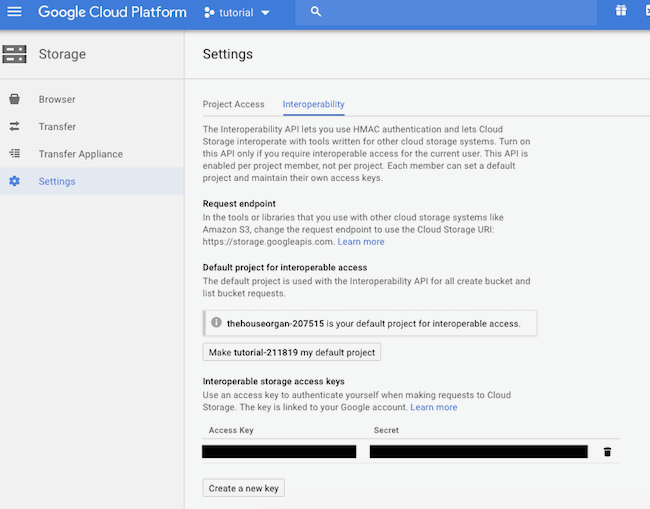 Google Cloud Platform
tutorial
Storage
Settings
Browser
Transfer
Transfer Appliance
Settings
Project Access
Interoperability
The Interoperability API lets you use HMAC authentication and lets Cloud
Storage interoperate with tools written for other cloud storage systems. Turn on
this API only if you require interoperable access for the current user. This API is
enabled per project member, not per project. Each member can set a default
project and maintain their own access keys.
Request endpoint
In the tools or libraries that you use with other cloud storage systems like
Amazon S3, change the request endpoint to use the Cloud Storage URI:
https://storage.googleapis.com. Learn more
Default project for interoperable access
The default project is used with the Interoperability API for all create bucket and
list bucket requests.
thehouseorgan-207515 is your default project for interoperable access.
Make tutorial-211819 my default project
Interoperable storage access keys
Use an access key to authenticate yourself when making requests to Cloud
Storage. The key is linked to your Google account. Learn more
Access Key
Secret
Create a new key